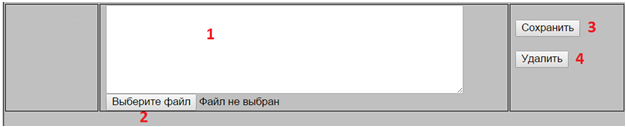 1
Сохранить 3
Удалить 4
Выберите файл Файл не выбран
2